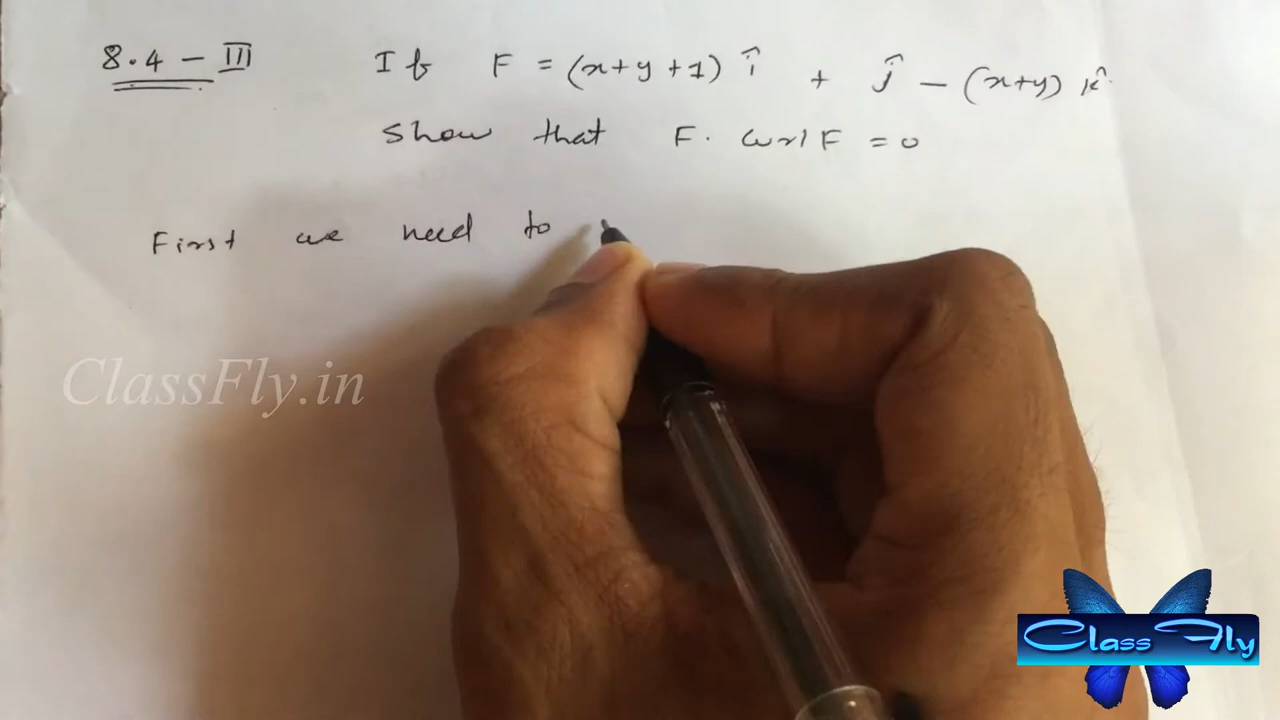 8.4 - III If F = (x+y+1) î + ĵ - (x+y) k̂.
Show that F. curl F = 0
First we need to
ClassFly.in
Class Fly